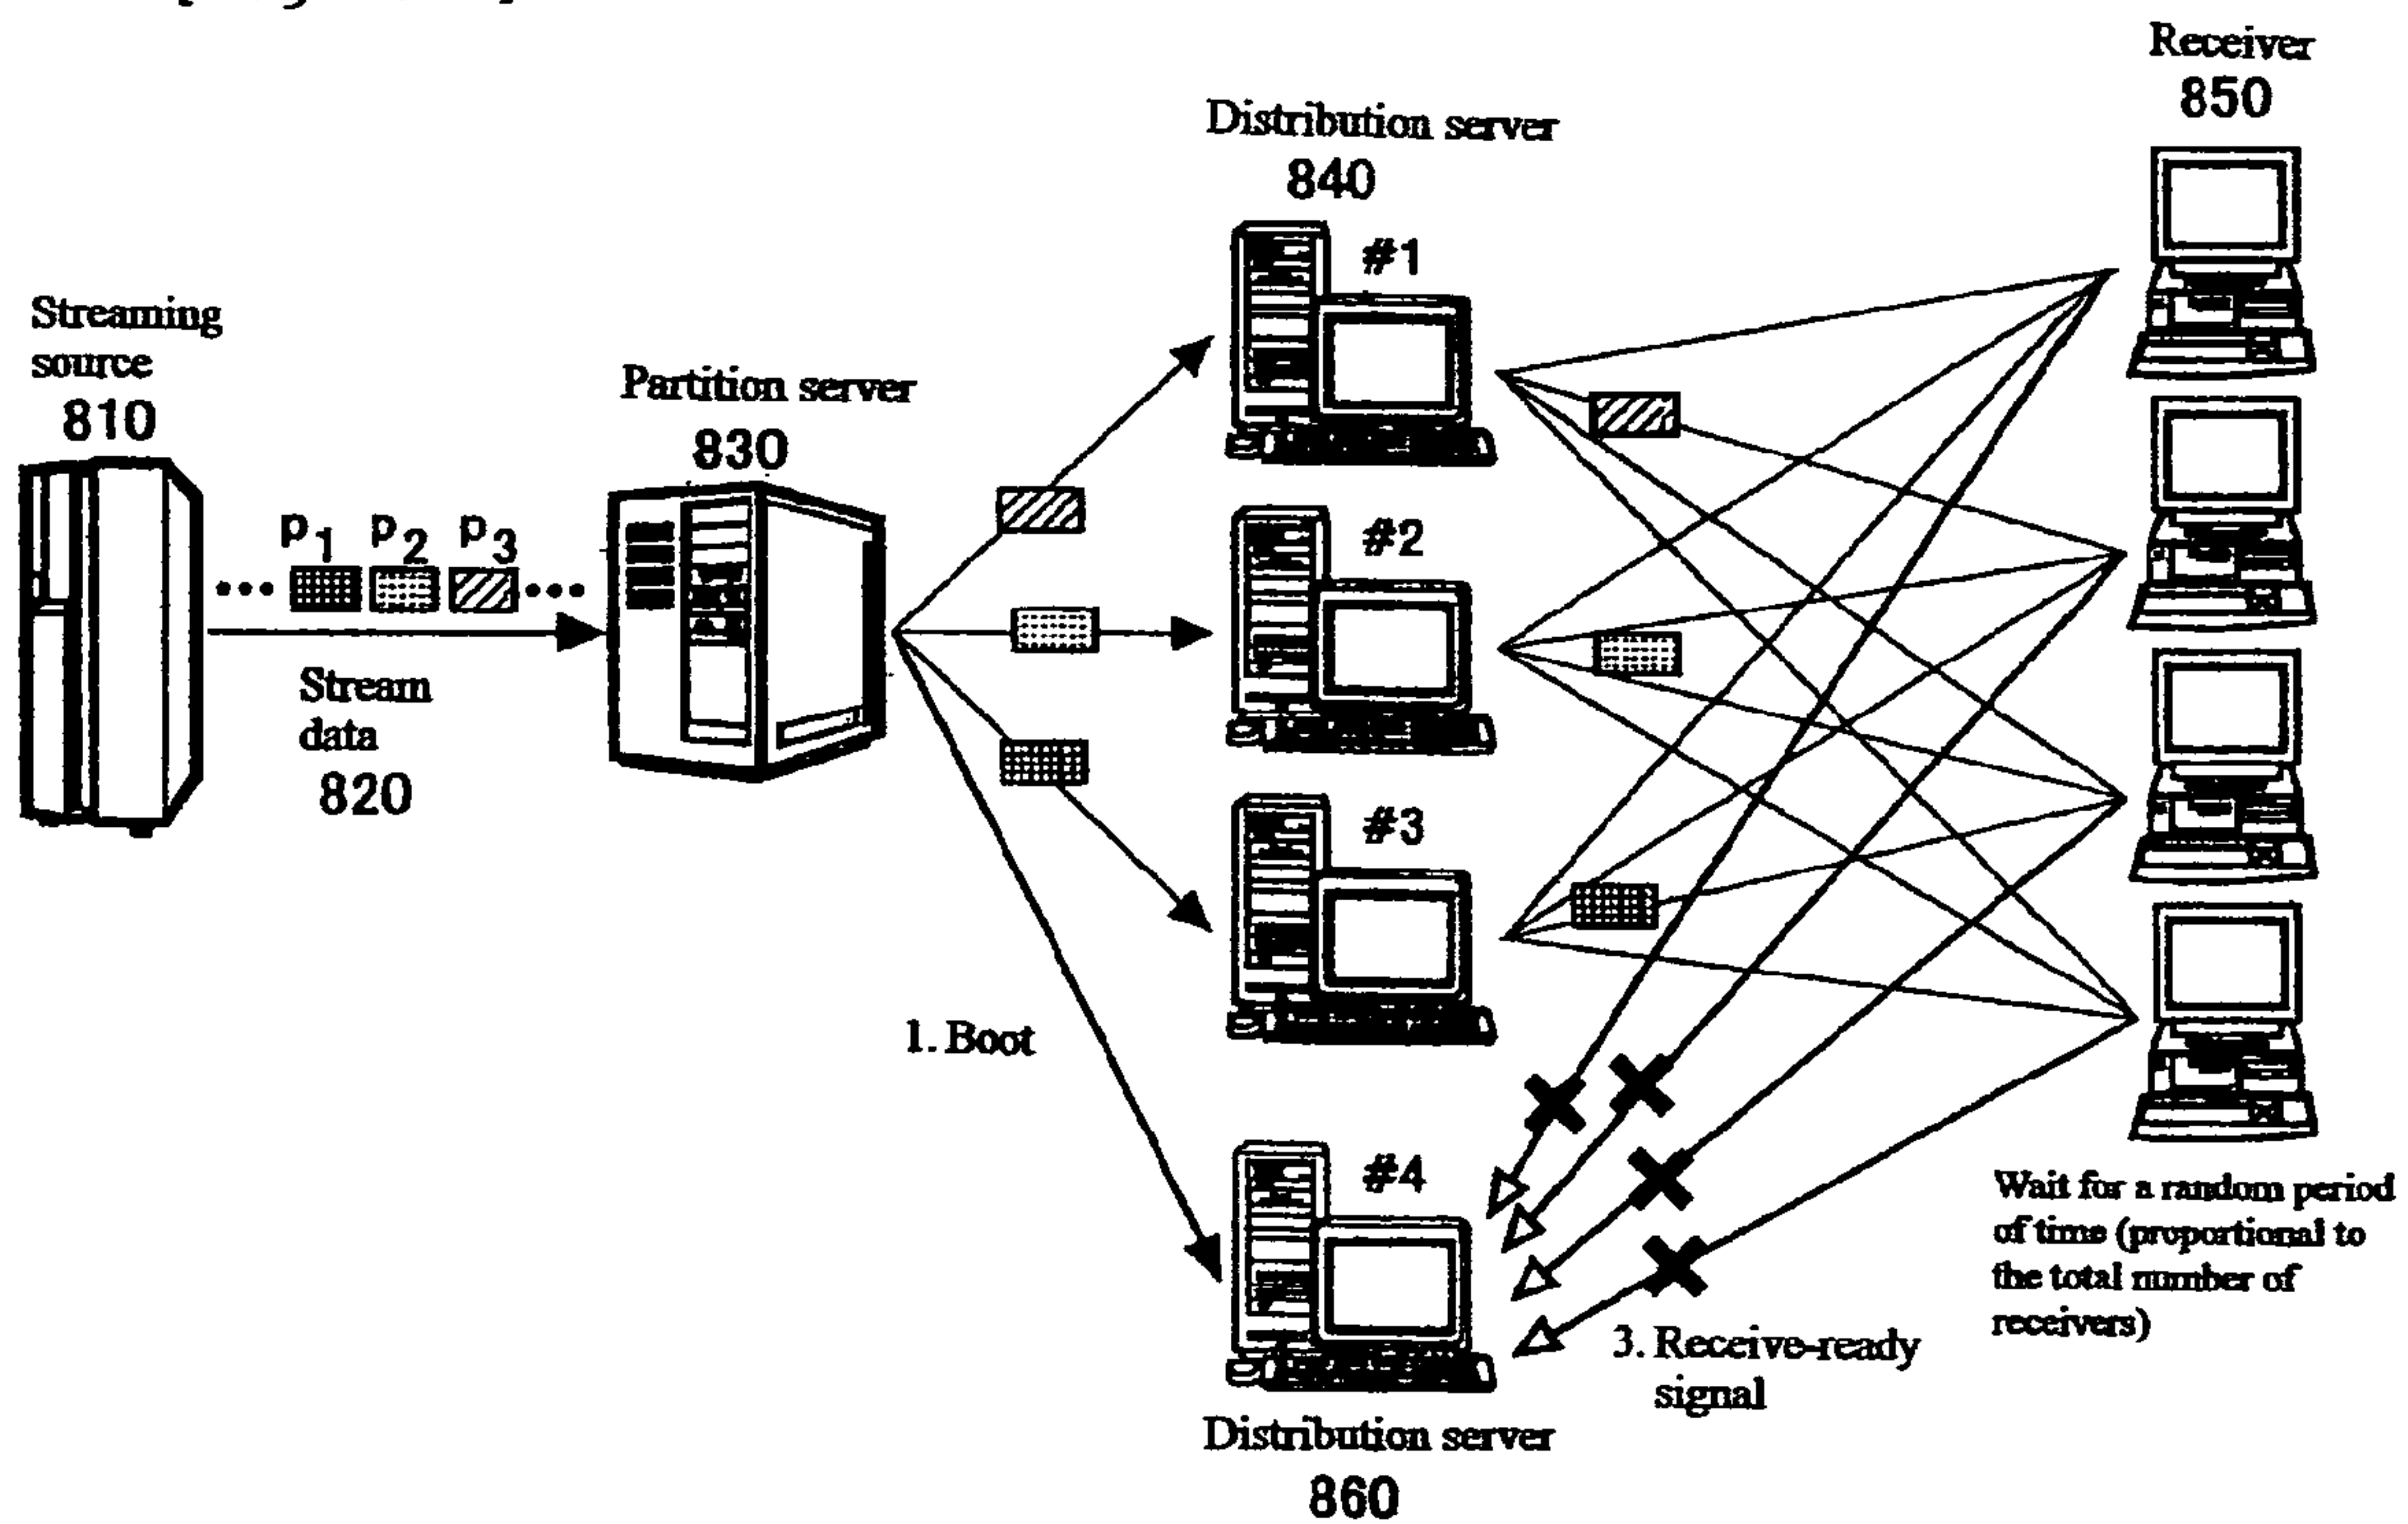 Receiver
850
Distribution server
840
#1
Streaming
source
810
Partition server
830
p1 p2 p3
#2
Stream
data
820
#3
1. Boot
#4
Wait for a random period
of time (proportional to
the total number of
receivers)
3. Receive-ready
signal
Distribution server
860